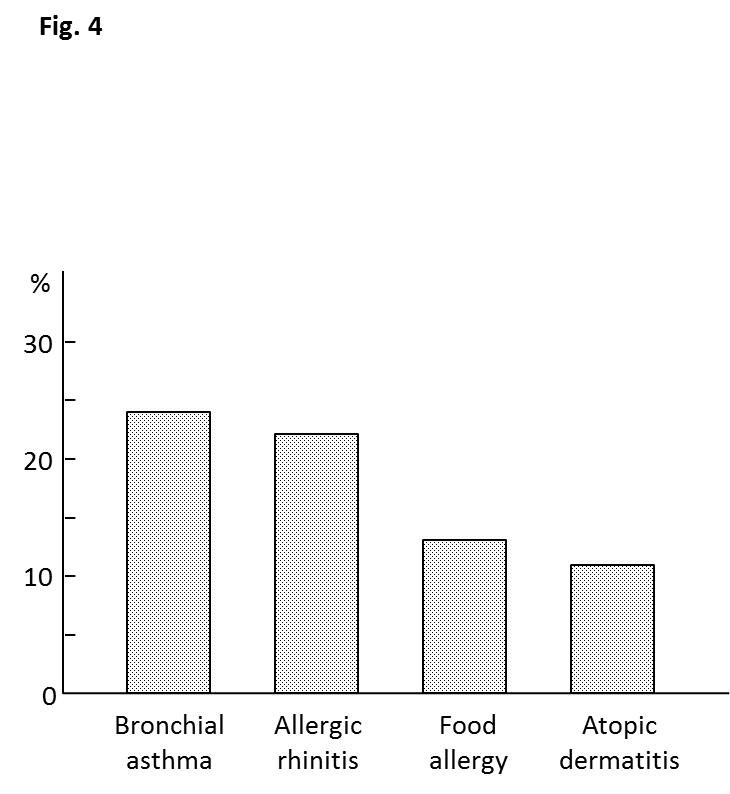 Fig. 4
%
30
20
10
0
Bronchial asthma
Allergic rhinitis
Food allergy
Atopic dermatitis